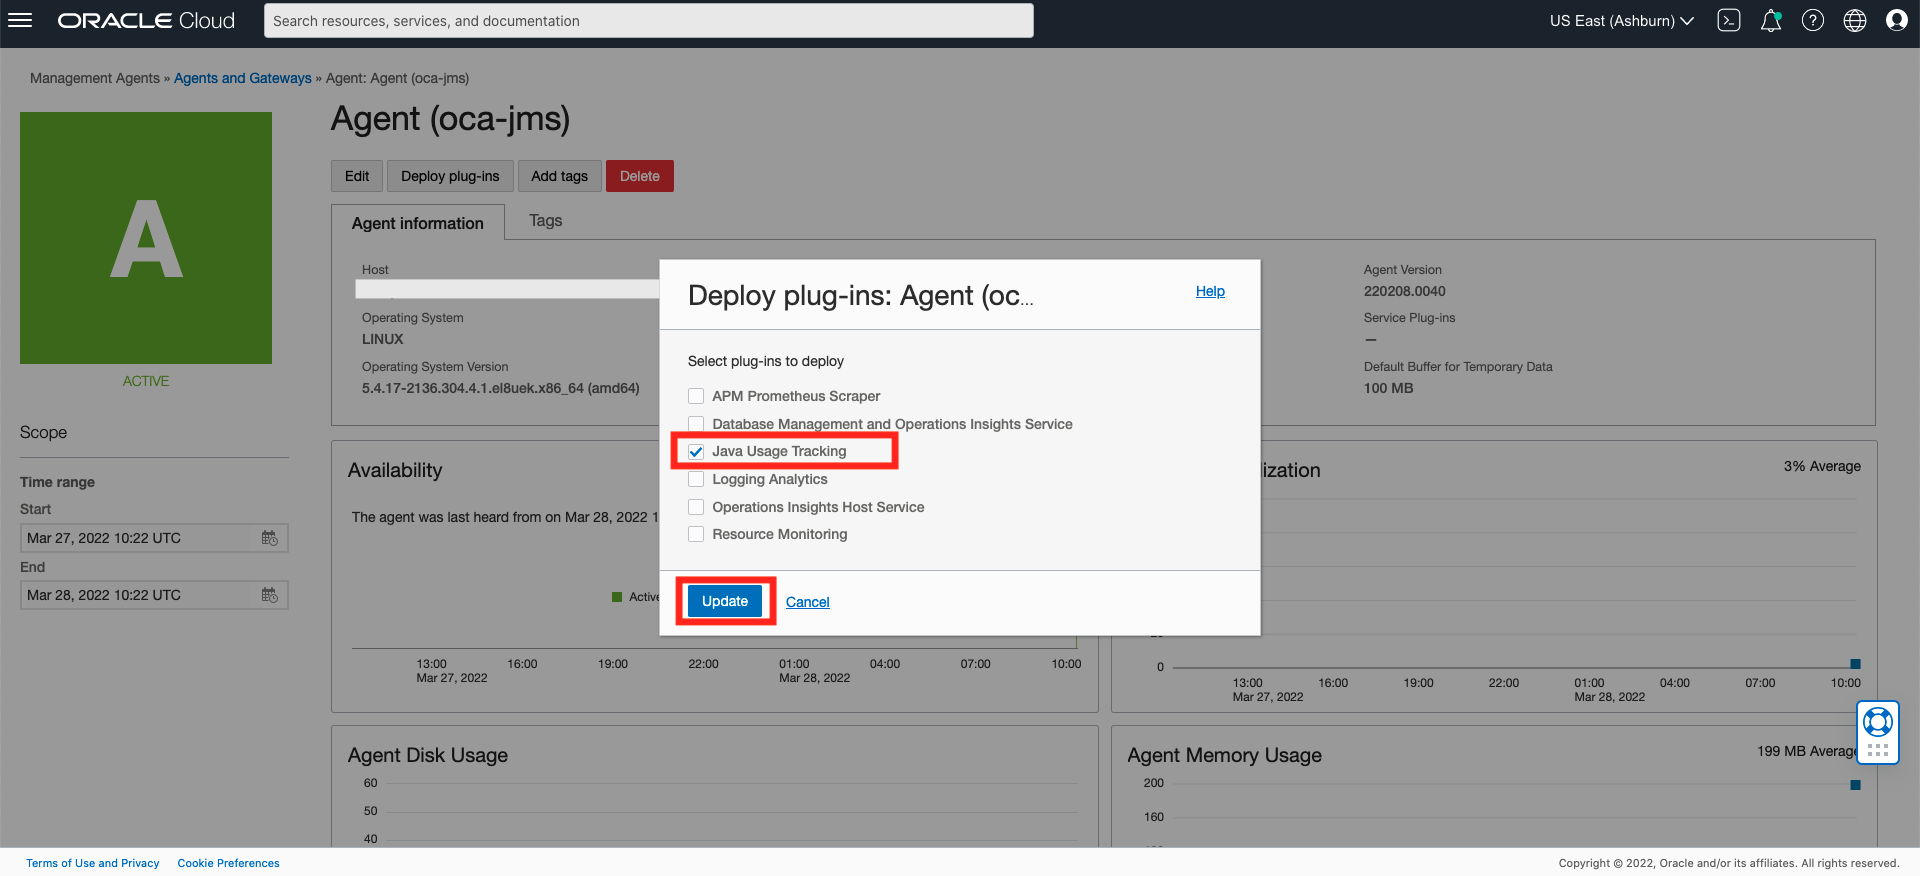 ORACLE Cloud
Search resources, services, and documentation
US East (Ashburn)
Management Agents » Agents and Gateways » Agent: Agent (oca-jms)
A
ACTIVE
Agent (oca-jms)
Edit
Deploy plug-ins
Add tags
Delete
Agent information
Tags
Host
Operating System
LINUX
Operating System Version
5.4.17-2136.304.4.1.el8uek.x86_64 (amd64)
Agent Version
220208.0040
Service Plug-ins
—
Default Buffer for Temporary Data
100 MB
Scope
Time range
Start
Mar 27, 2022 10:22 UTC
End
Mar 28, 2022 10:22 UTC
Deploy plug-ins: Agent (oc...
Help
Select plug-ins to deploy
APM Prometheus Scraper
Database Management and Operations Insights Service
Java Usage Tracking
Logging Analytics
Operations Insights Host Service
Resource Monitoring
Update
Cancel
Availability
The agent was last heard from on Mar 28, 2022 1
Active
13:00 16:00 19:00 22:00 01:00 04:00 07:00 10:00
Mar 27, 2022 Mar 28, 2022
ization
3% Average
0
13:00 16:00 19:00 22:00 01:00 04:00 07:00 10:00
Mar 27, 2022 Mar 28, 2022
Agent Disk Usage
60
50
40
Agent Memory Usage
199 MB Average
200
160
Terms of Use and Privacy
Cookie Preferences
Copyright © 2022, Oracle and/or its affiliates. All rights reserved.